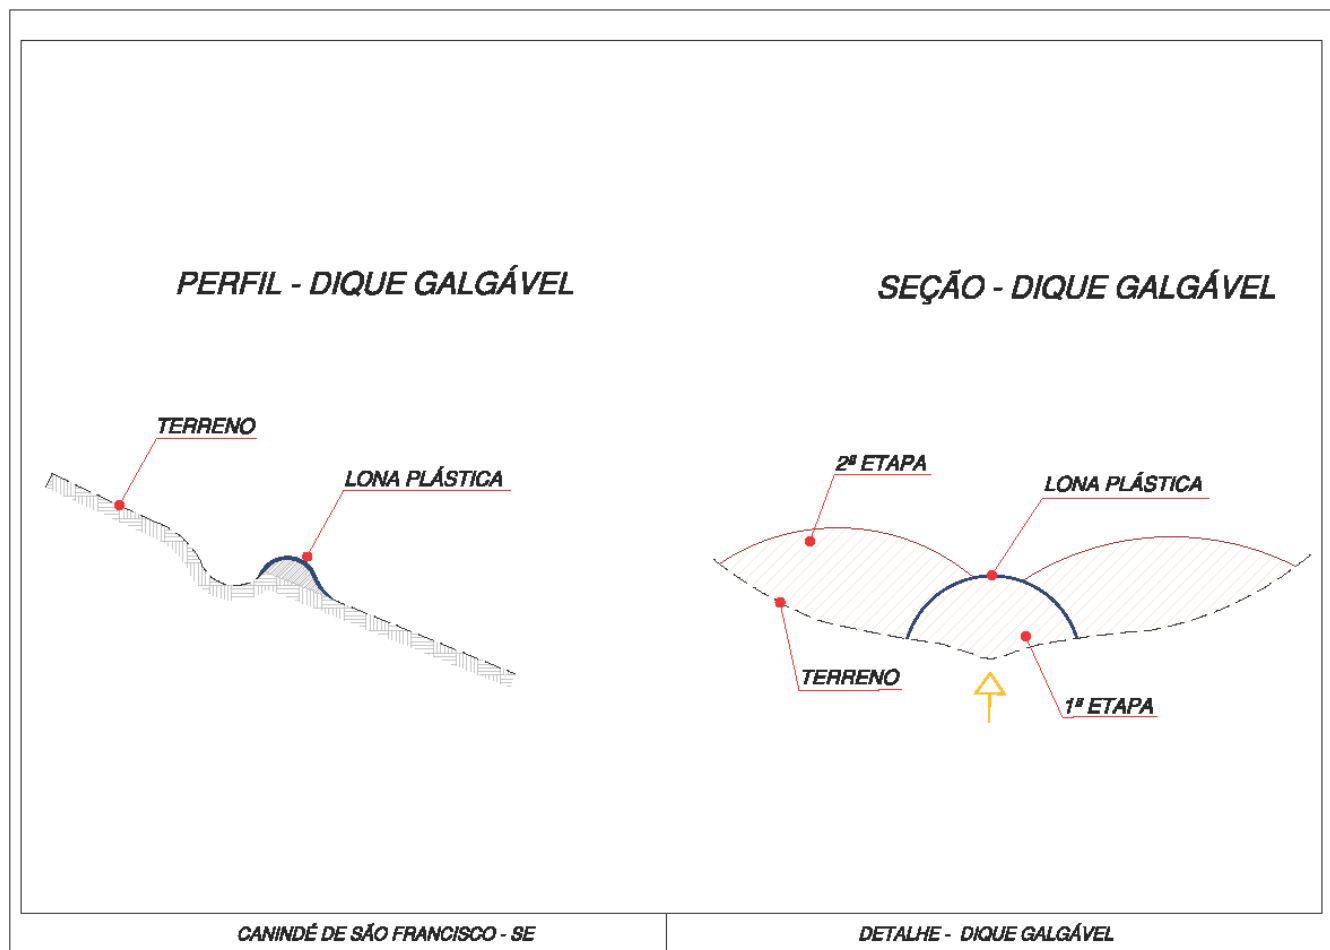 PERFIL - DIQUE GALGÁVEL
SEÇÃO - DIQUE GALGÁVEL
TERRENO
LONA PLÁSTICA
2ª ETAPA
LONA PLÁSTICA
TERRENO
1ª ETAPA
CANINDÉ DE SÃO FRANCISCO - SE
DETALHE - DIQUE GALGÁVEL